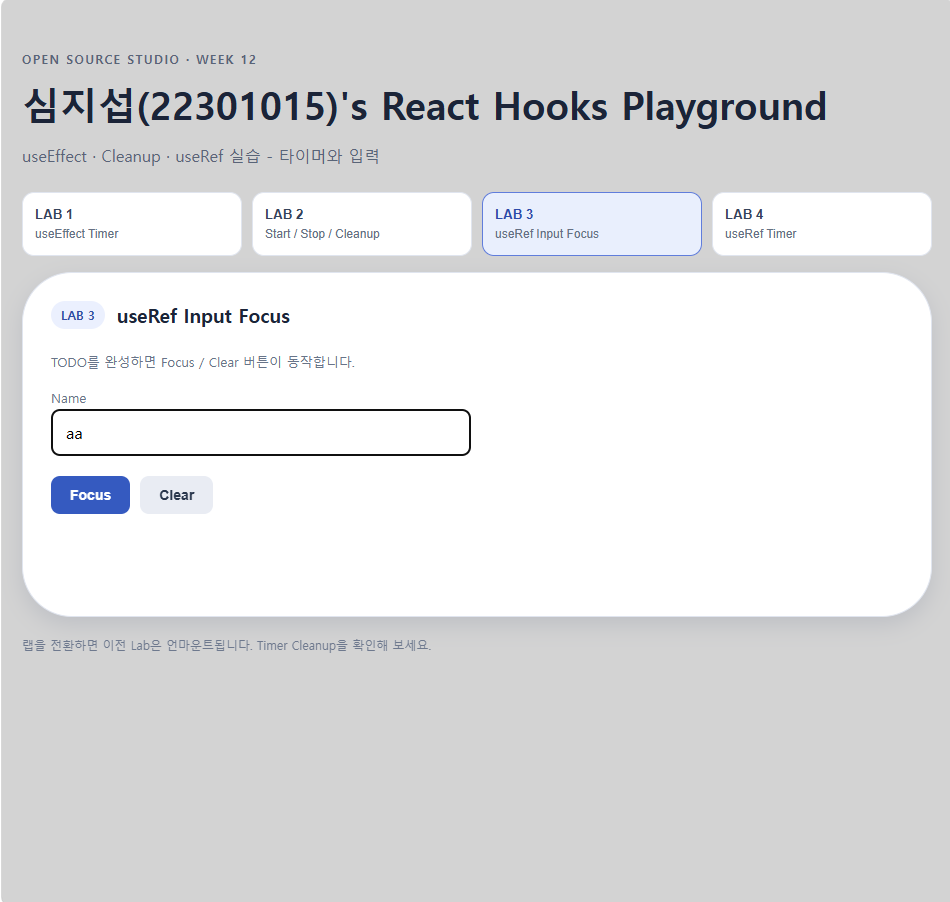 OPEN SOURCE STUDIO · WEEK 12
심지섭(22301015)'s React Hooks Playground
useEffect · Cleanup · useRef 실습 - 타이머와 입력
LAB 1
useEffect Timer
LAB 2
Start / Stop / Cleanup
LAB 3
useRef Input Focus
LAB 4
useRef Timer
LAB 3 useRef Input Focus
TODO를 완성하면 Focus / Clear 버튼이 동작합니다.
Name
aa
Focus Clear
랩을 전환하면 이전 Lab은 언마운트됩니다. Timer Cleanup을 확인해 보세요.